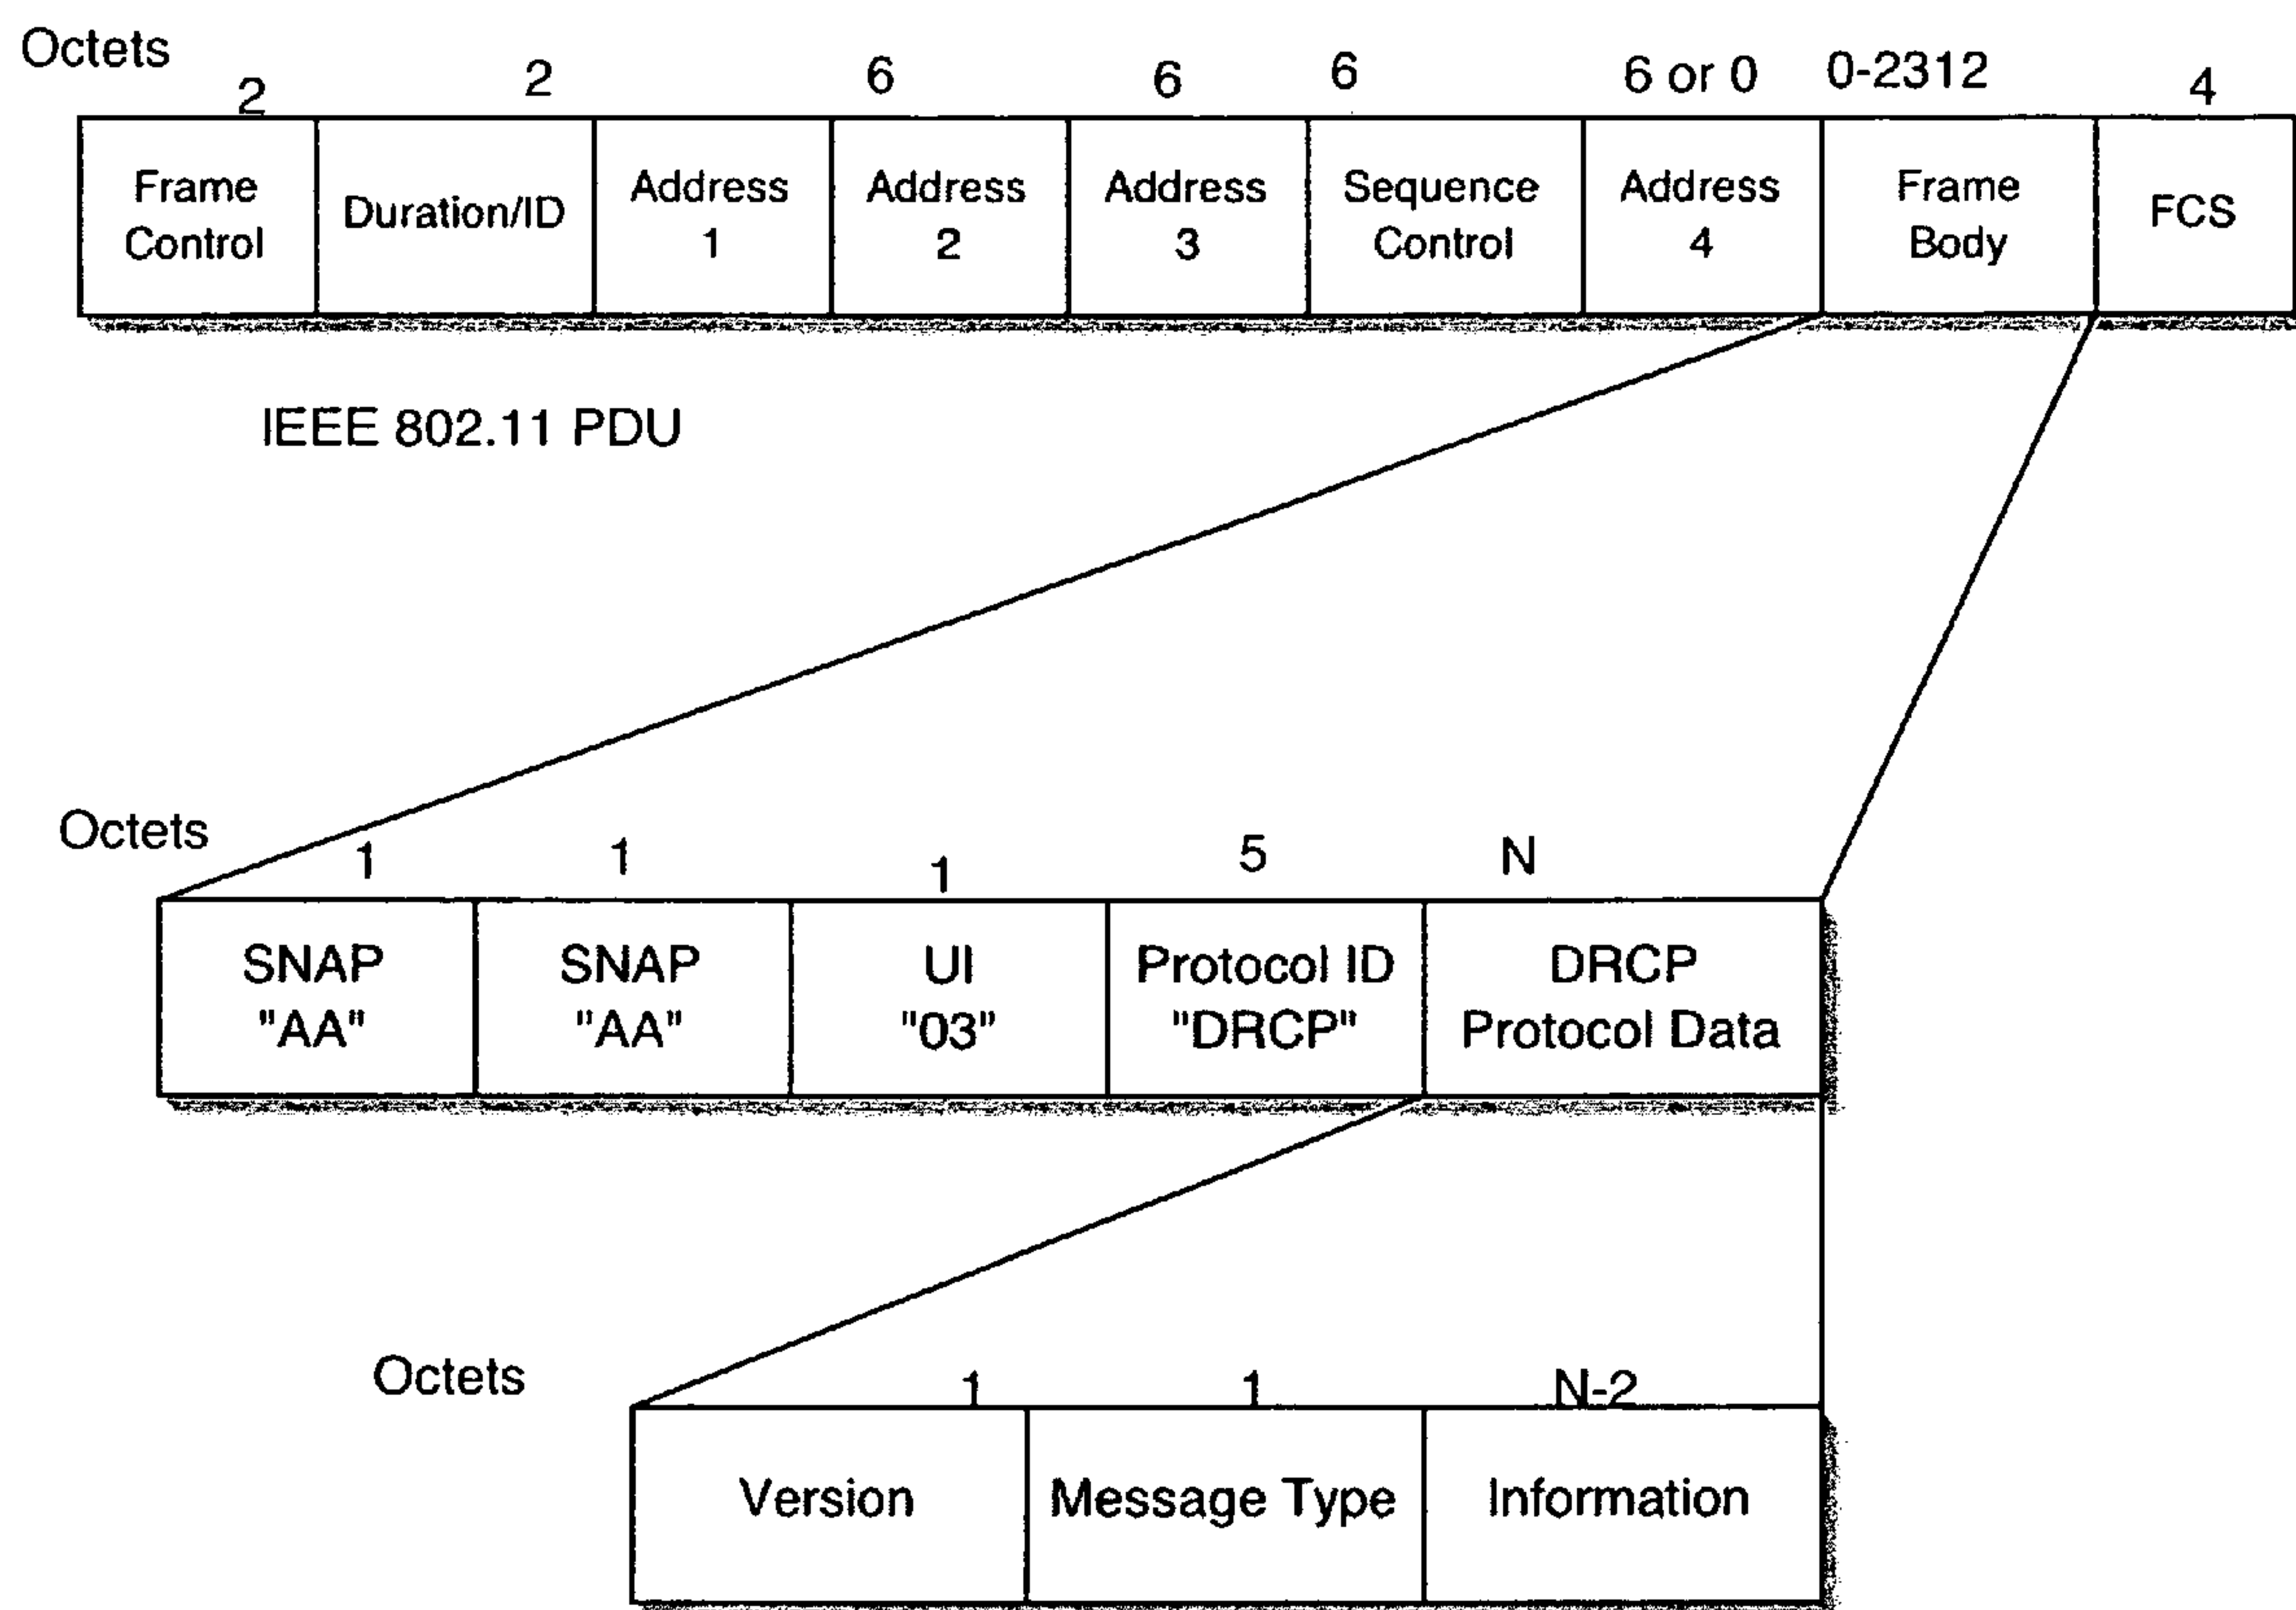 Octets
2 2 6 6 6 6 or 0 0-2312 4
Frame Control
Duration/ID
Address 1
Address 2
Address 3
Sequence Control
Address 4
Frame Body
FCS
IEEE 802.11 PDU
Octets
1 1 1 5 N
SNAP "AA"
SNAP "AA"
UI "03"
Protocol ID "DRCP"
DRCP Protocol Data
Octets
1 1 N-2
Version
Message Type
Information